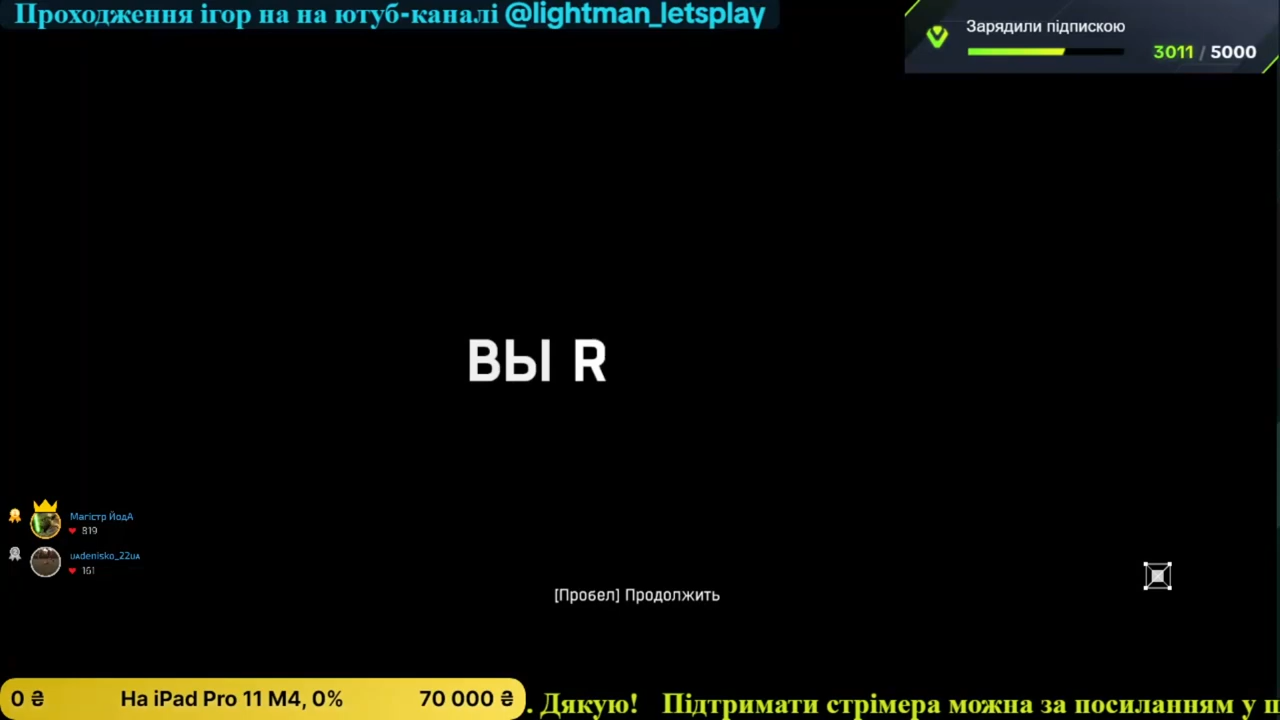 Проходження ігор на на ютуб-каналі @lightman_letsplay
Зарядили підпискою
3011 / 5000
ВЫ R
Магістр ЙодА
819
uadenisko_22ua
161
[Пробел] Продолжить
0 ₴ На iPad Pro 11 M4, 0% 70 000 ₴
. Дякую! Підтримати стрімера можна за посиланням у